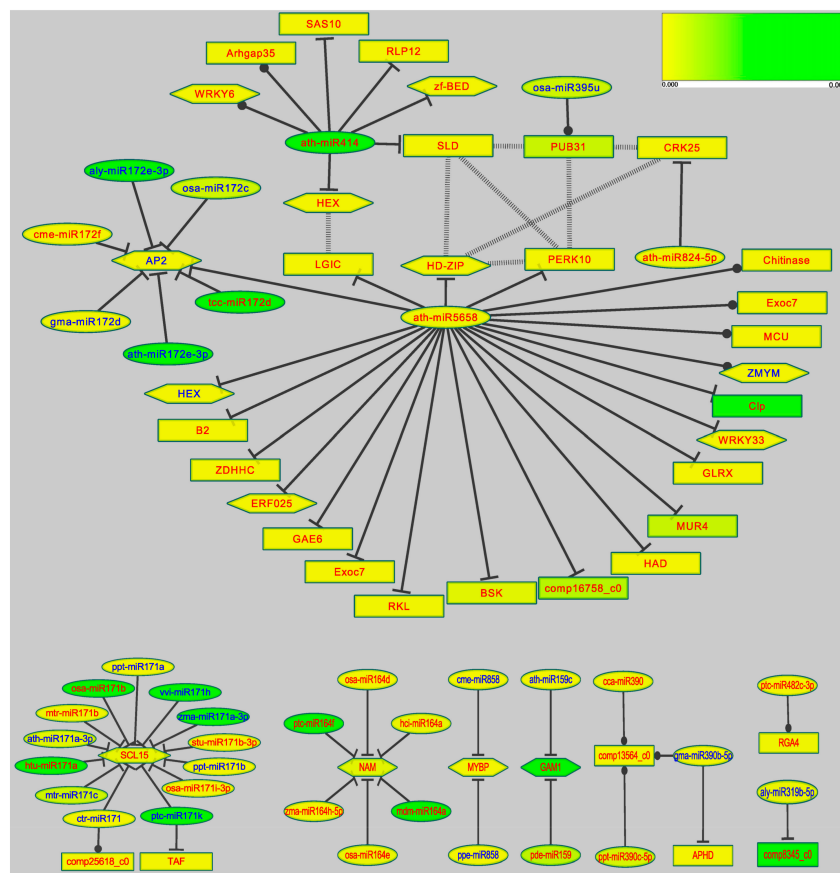 SAS10
Arhgap35
RLP12
WRKY6
zf-BED
osa-miR395u
0.000
0.00
ath-miR414
SLD
PUB31
CRK25
aly-miR172e-3p
osa-miR172c
HEX
cme-miR172f
AP2
LGIC
HD-ZIP
PERK10
ath-miR824-5p
Chitinase
tcc-miR172d
gma-miR172d
ath-miR5658
Exoc7
MCU
ath-miR172e-3p
ZMYM
HEX
Clp
B2
WRKY33
ZDHHC
GLRX
ERF025
MUR4
GAE6
HAD
Exoc7
BSK
comp16758_c0
RKL
ppt-miR171a
osa-miR171b
vvi-miR171h
mtr-miR171b
zma-miR171a-3p
ath-miR171a-3p
stu-miR171b-3p
SCL15
htu-miR171a
ppt-miR171b
mtr-miR171c
osa-miR171i-3p
ctr-miR171
ptc-miR171k
comp25618_c0
TAF
osa-miR164d
ptc-miR164f
hci-miR164a
NAM
zma-miR164h-5p
mdm-miR164a
osa-miR164e
cme-miR858
MYBP
ppe-miR858
ath-miR159c
GAM1
pde-miR159
cca-miR390
comp13564_c0
gma-miR390b-5p
ppt-miR390c-5p
APHD
ptc-miR482c-3p
RGA4
aly-miR319b-5p
comp8345_c0